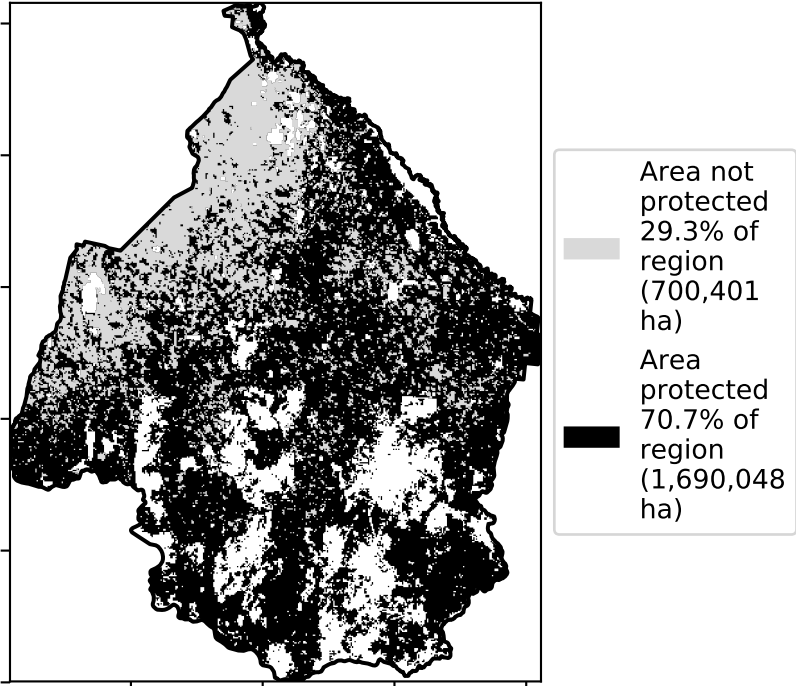 Area not
protected
29.3% of
region
(700,401
ha)
Area
protected
70.7% of
region
(1,690,048
ha)